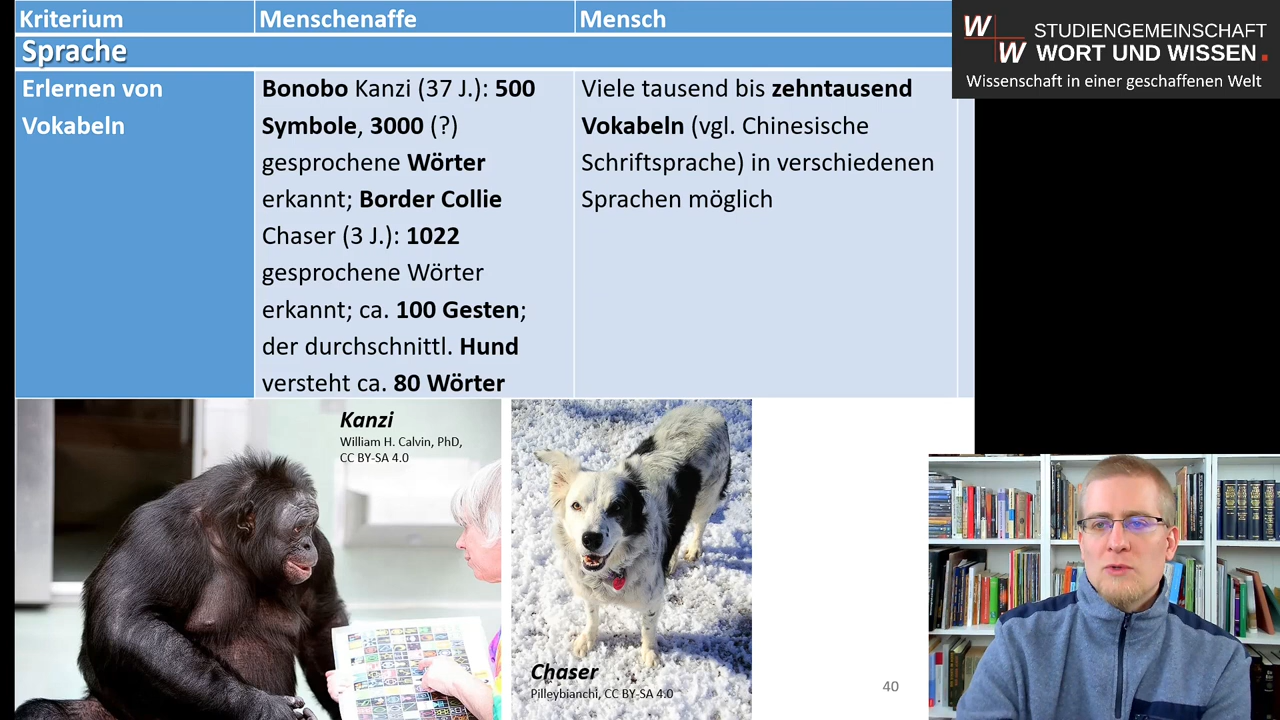 Kriterium
Menschenaffe
Mensch
Sprache
Erlernen von
Vokabeln
Bonobo Kanzi (37 J.): 500
Symbole, 3000 (?)
gesprochene Wörter
erkannt; Border Collie
Chaser (3 J.): 1022
gesprochene Wörter
erkannt; ca. 100 Gesten;
der durchschnittl. Hund
versteht ca. 80 Wörter
Viele tausend bis zehntausend
Vokabeln (vgl. Chinesische
Schriftsprache) in verschiedenen
Sprachen möglich
W W
STUDIENGEMEINSCHAFT
WORT UND WISSEN.
Wissenschaft in einer geschaffenen Welt
Kanzi
William H. Calvin, PhD,
CC BY-SA 4.0
Chaser
Pilleybianchi, CC BY-SA 4.0
40